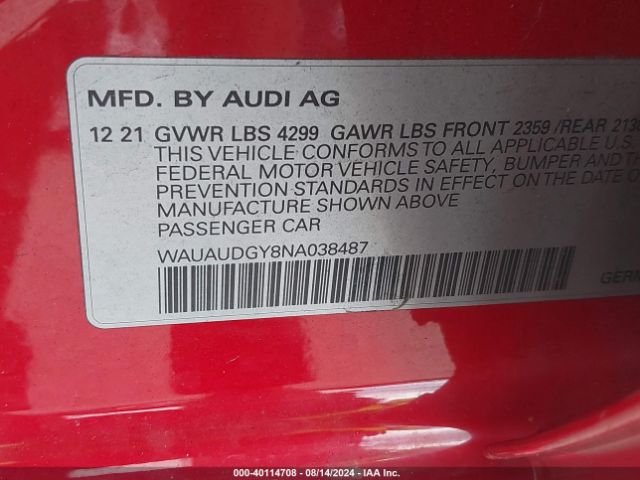 MFD. BY AUDI AG
12 21 GVWR LBS 4299 GAWR LBS FRONT 2359 /REAR
THIS VEHICLE CONFORMS TO ALL APPLICABLE U.S.
FEDERAL MOTOR VEHICLE SAFETY, BUMPER AND
PREVENTION STANDARDS IN EFFECT ON THE DATE
MANUFACTURE SHOWN ABOVE
PASSENGER CAR
WAUAUDGY8NA038487
000-40114708 - 08/14/2024 - IAA Inc.